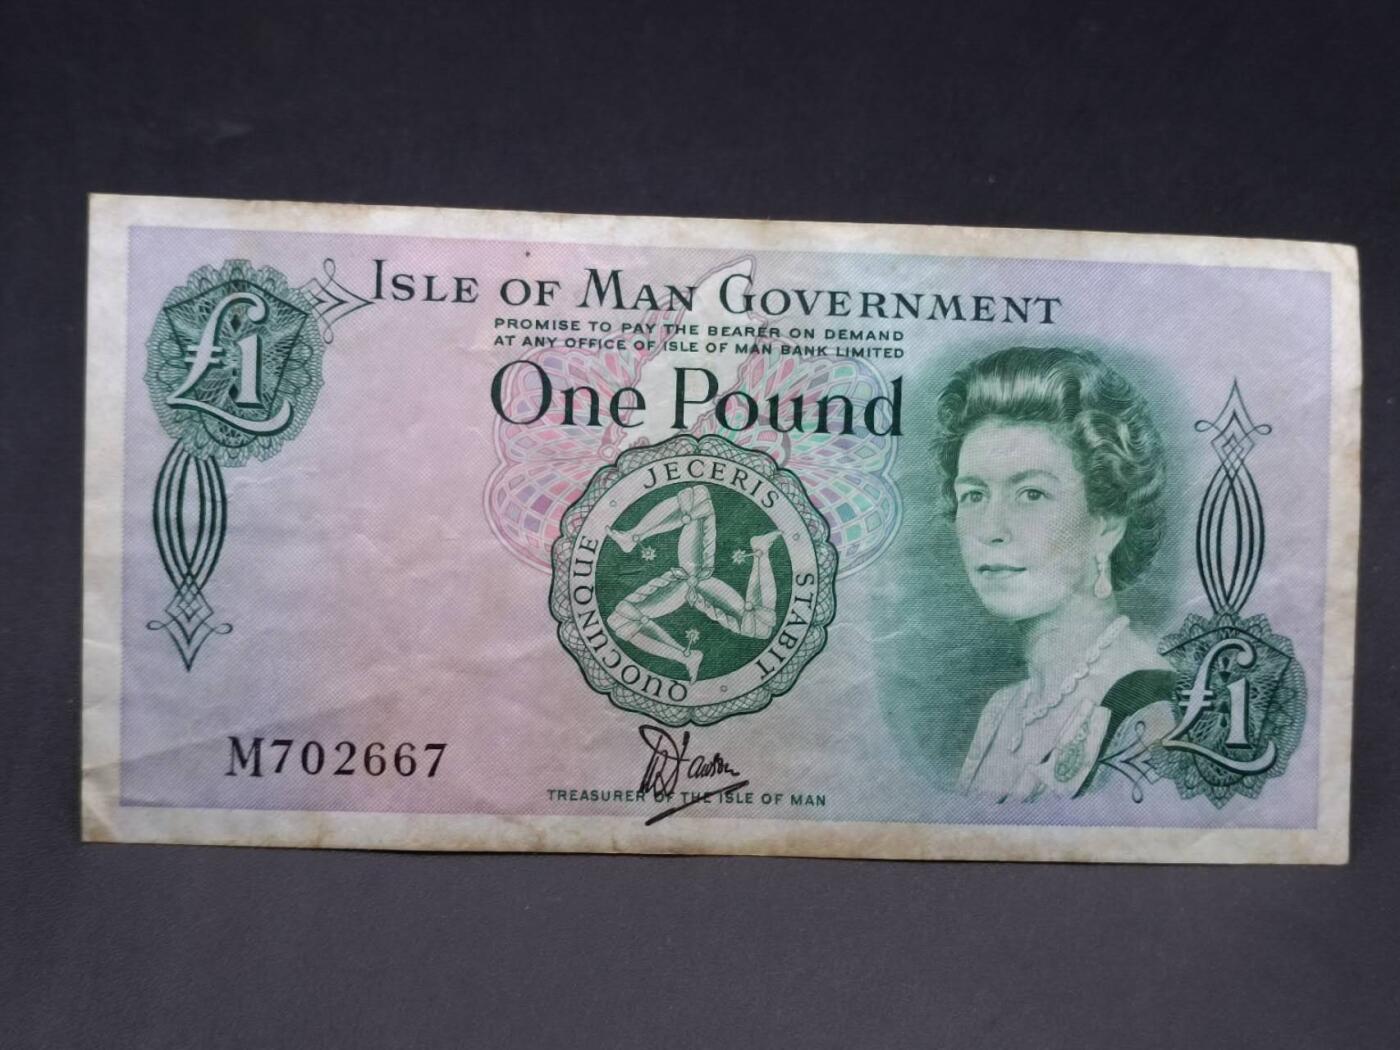 £1
ISLE OF MAN GOVERNMENT
PROMISE TO PAY THE BEARER ON DEMAND
AT ANY OFFICE OF ISLE OF MAN BANK LIMITED
One Pound
QUOCUNQUE · JECERIS · STABIT
M702667
Dawson
TREASURER OF THE ISLE OF MAN
£1